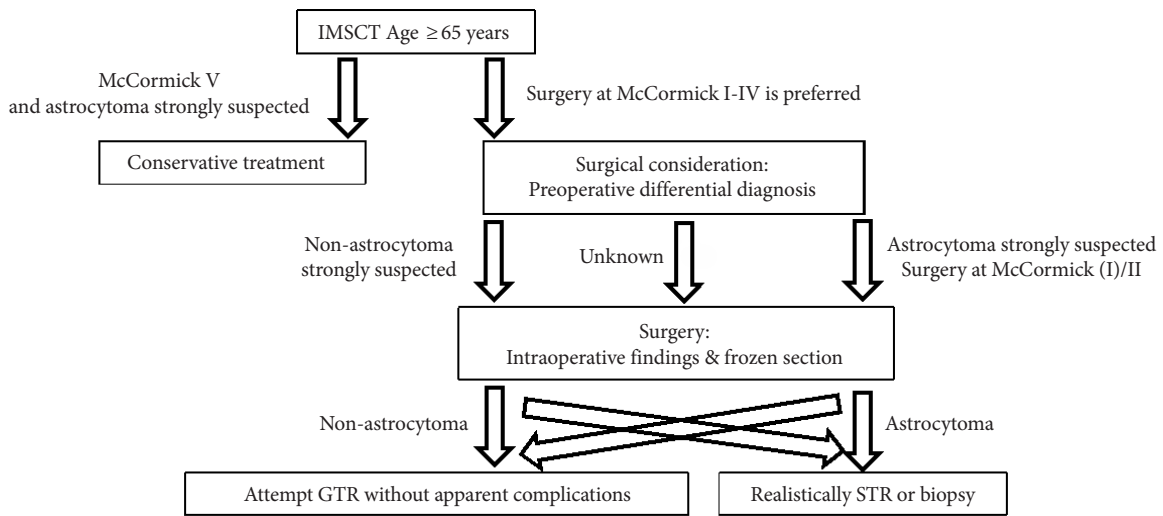 IMSCT Age ≥ 65 years
McCormick V
and astrocytoma strongly suspected
Surgery at McCormick I-IV is preferred
Conservative treatment
Surgical consideration:
Preoperative differential diagnosis
Non-astrocytoma
strongly suspected
Unknown
Astrocytoma strongly suspected
Surgery at McCormick (I)/II
Surgery:
Intraoperative findings & frozen section
Non-astrocytoma
Astrocytoma
Attempt GTR without apparent complications
Realistically STR or biopsy